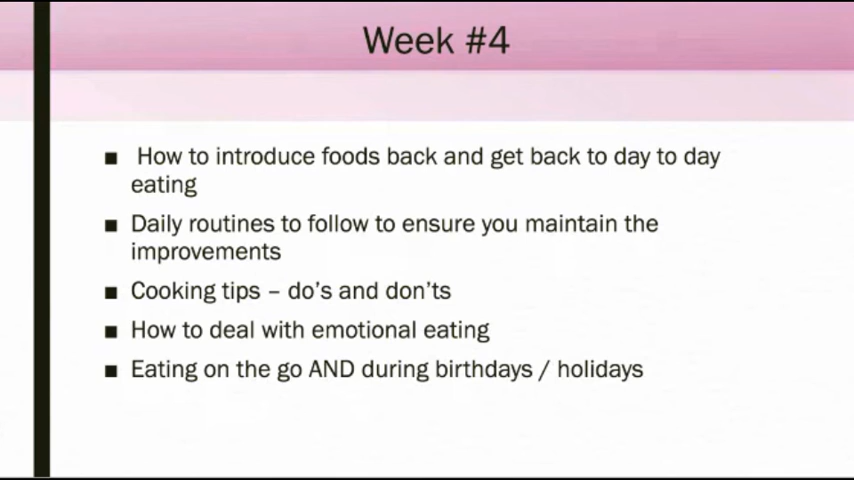 Week #4
■ How to introduce foods back and get back to day to day
eating
■ Daily routines to follow to ensure you maintain the
improvements
■ Cooking tips – do’s and don’ts
■ How to deal with emotional eating
■ Eating on the go AND during birthdays / holidays